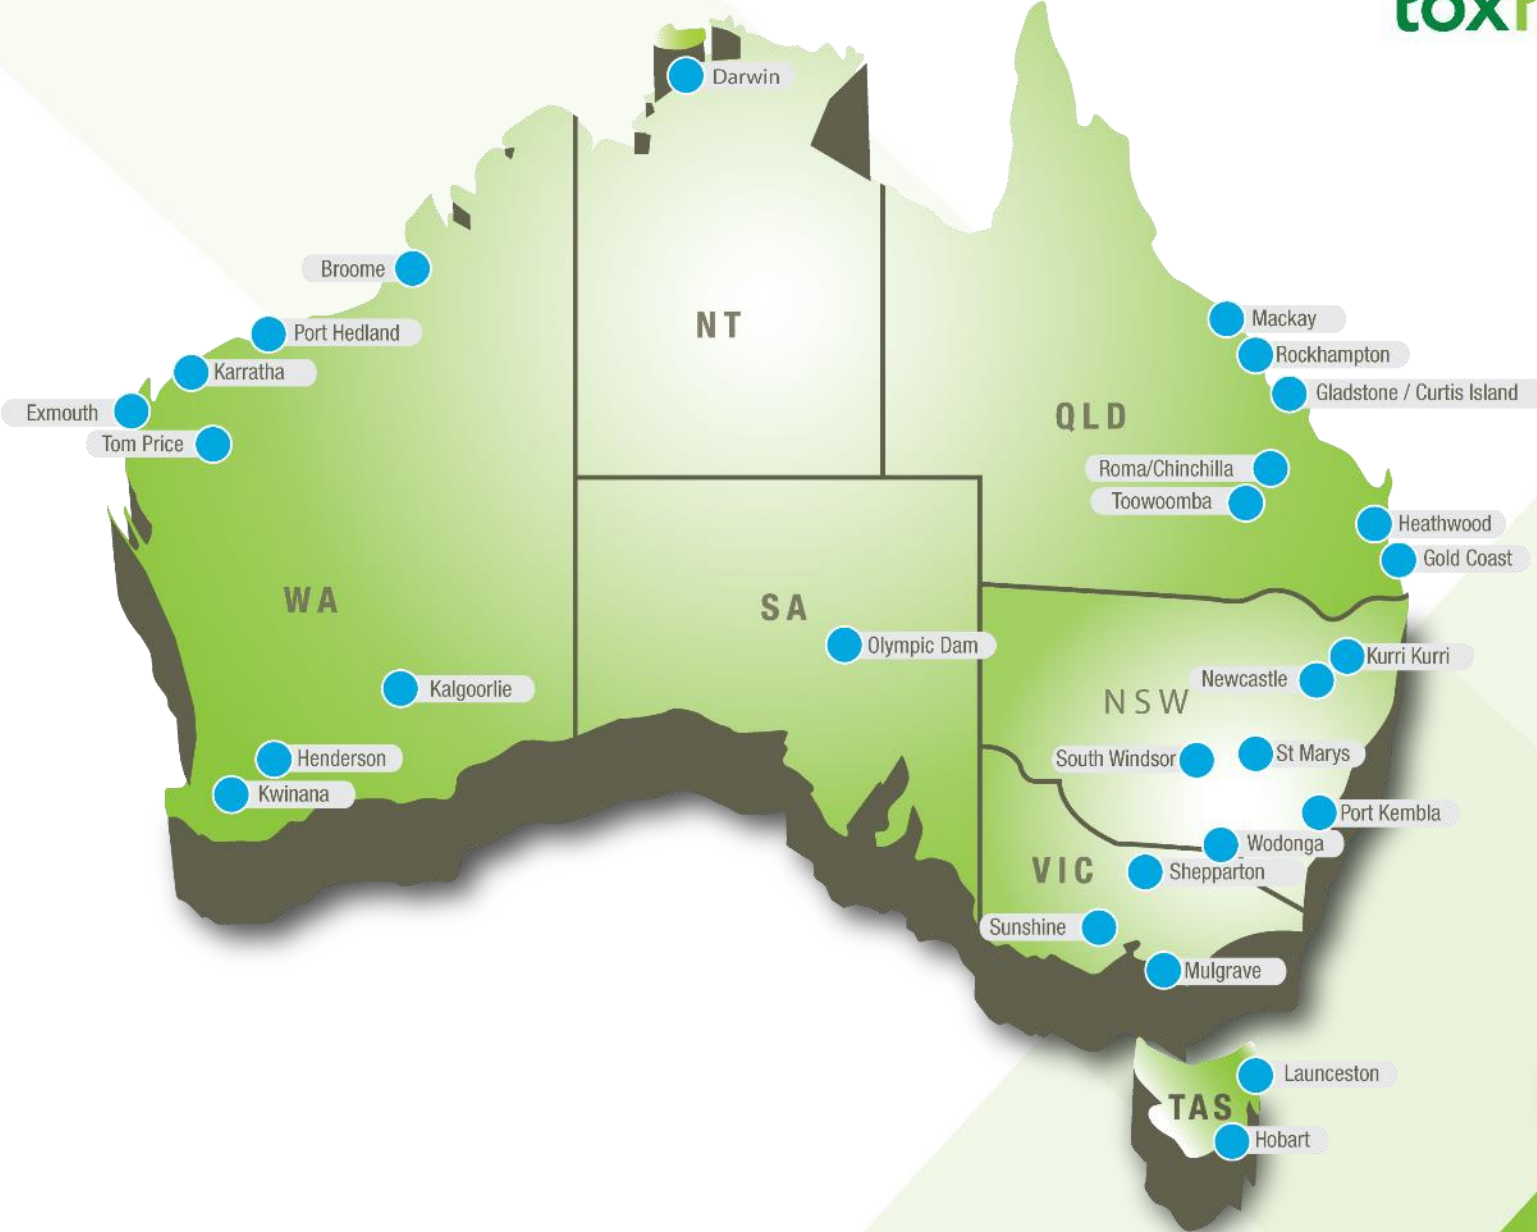 tox
Darwin
Broome
Port Hedland
Karratha
Exmouth
Tom Price
NT
Mackay
Rockhampton
Gladstone / Curtis Island
QLD
Roma/Chinchilla
Toowoomba
Heathwood
Gold Coast
WA
SA
Olympic Dam
Kalgoorlie
Henderson
Kwinana
Kurri Kurri
Newcastle
NSW
South Windsor
St Marys
Port Kembla
Wodonga
VIC
Shepparton
Sunshine
Mulgrave
Launceston
TAS
Hobart